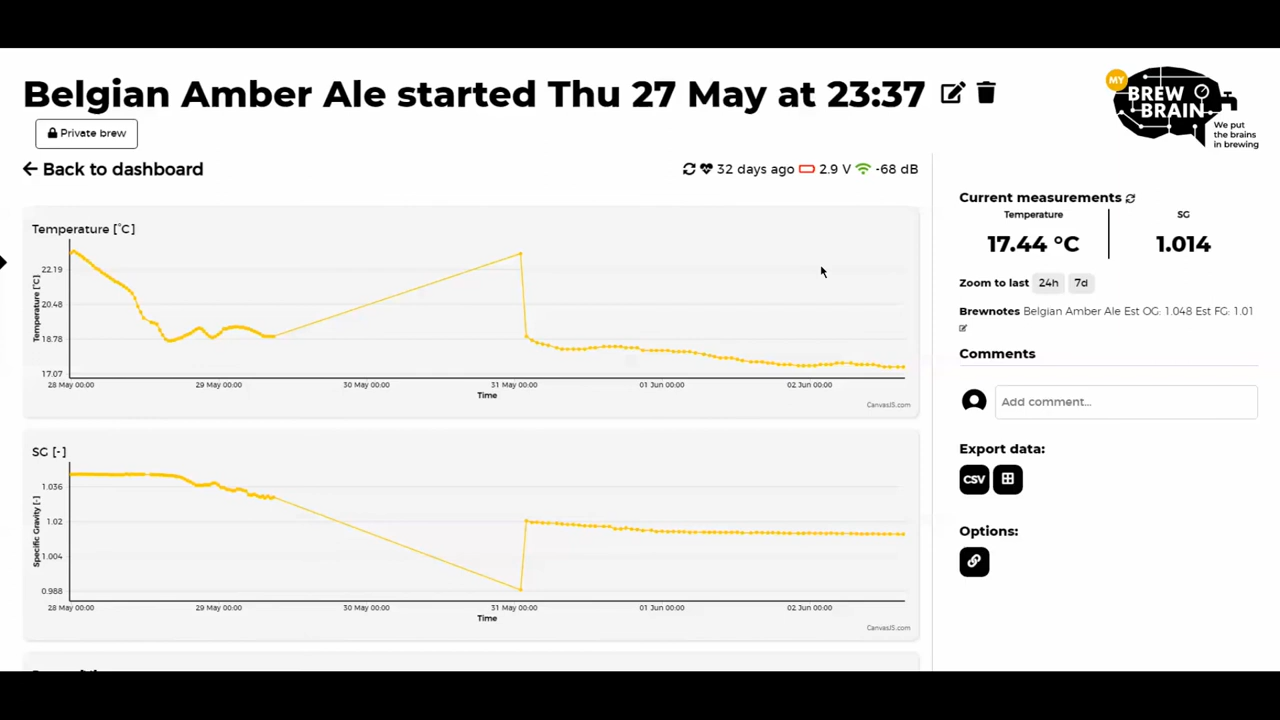 Belgian Amber Ale started Thu 27 May at 23:37
MY
BREW
BRAIN
We put
the brains
in brewing
Private brew
Back to dashboard
32 days ago 2.9 V -68 dB
Temperature [°C]
Temperature [°C]
22.19
20.48
18.78
17.07
28 May 00:00 29 May 00:00 30 May 00:00 31 May 00:00 01 Jun 00:00 02 Jun 00:00
Time
CanvasJS.com
SG [-]
Specific Gravity [-]
1.036
1.02
1.004
0.988
28 May 00:00 29 May 00:00 30 May 00:00 31 May 00:00 01 Jun 00:00 02 Jun 00:00
Time
CanvasJS.com
Current measurements
Temperature SG
17.44 °C 1.014
Zoom to last 24h 7d
Brewnotes Belgian Amber Ale Est OG: 1.048 Est FG: 1.01
Comments
Add comment...
Export data:
CSV
Options: